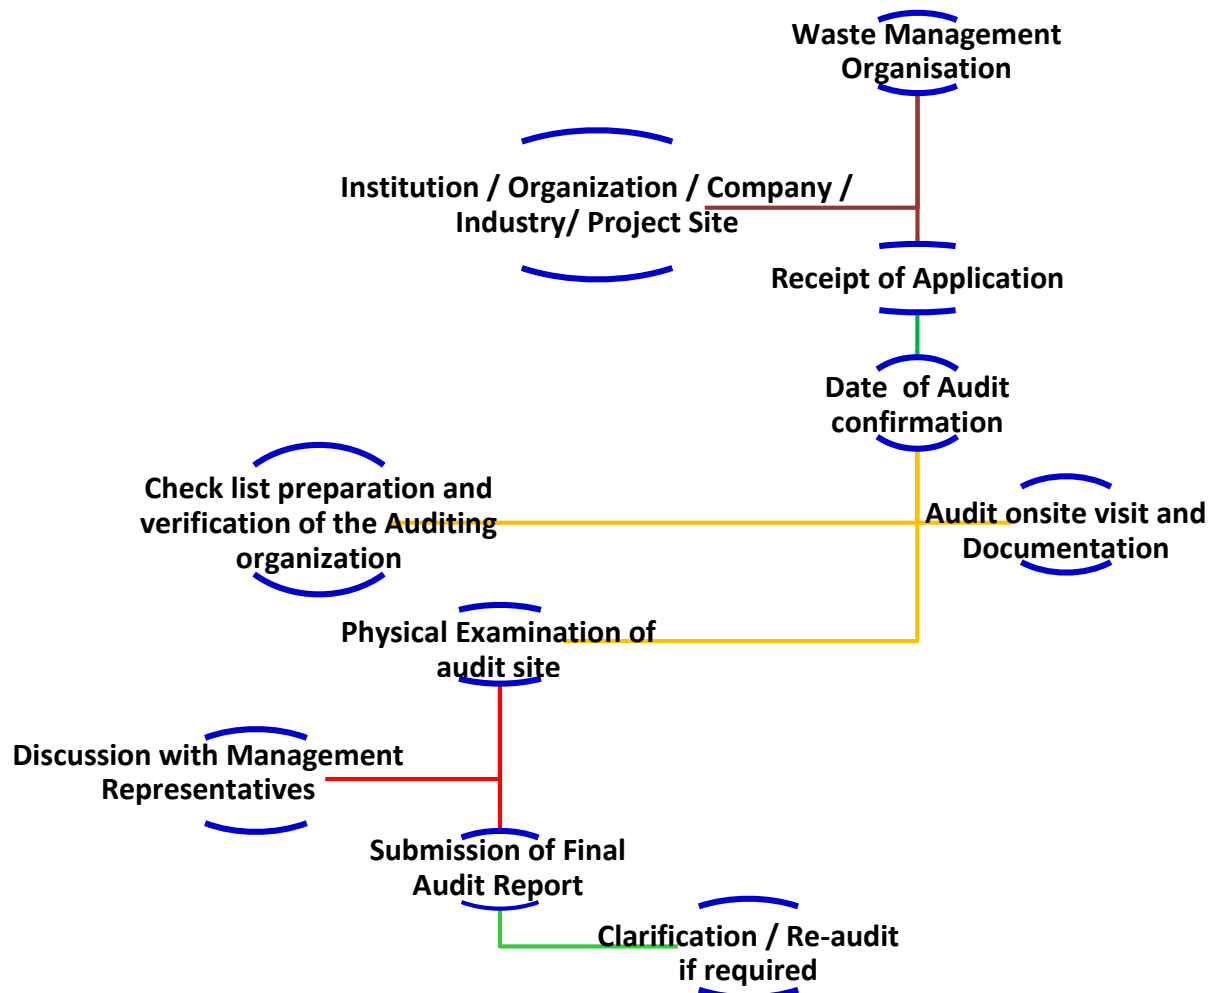 Waste Management
Organisation
Institution / Organization / Company /
Industry/ Project Site
Receipt of Application
Date  of Audit
confirmation
Check list preparation and
verification of the Auditing
organization
Audit onsite visit and
Documentation
Physical Examination of
audit site
Discussion with Management
Representatives
Submission of Final
Audit Report
Clarification / Re-audit
if required